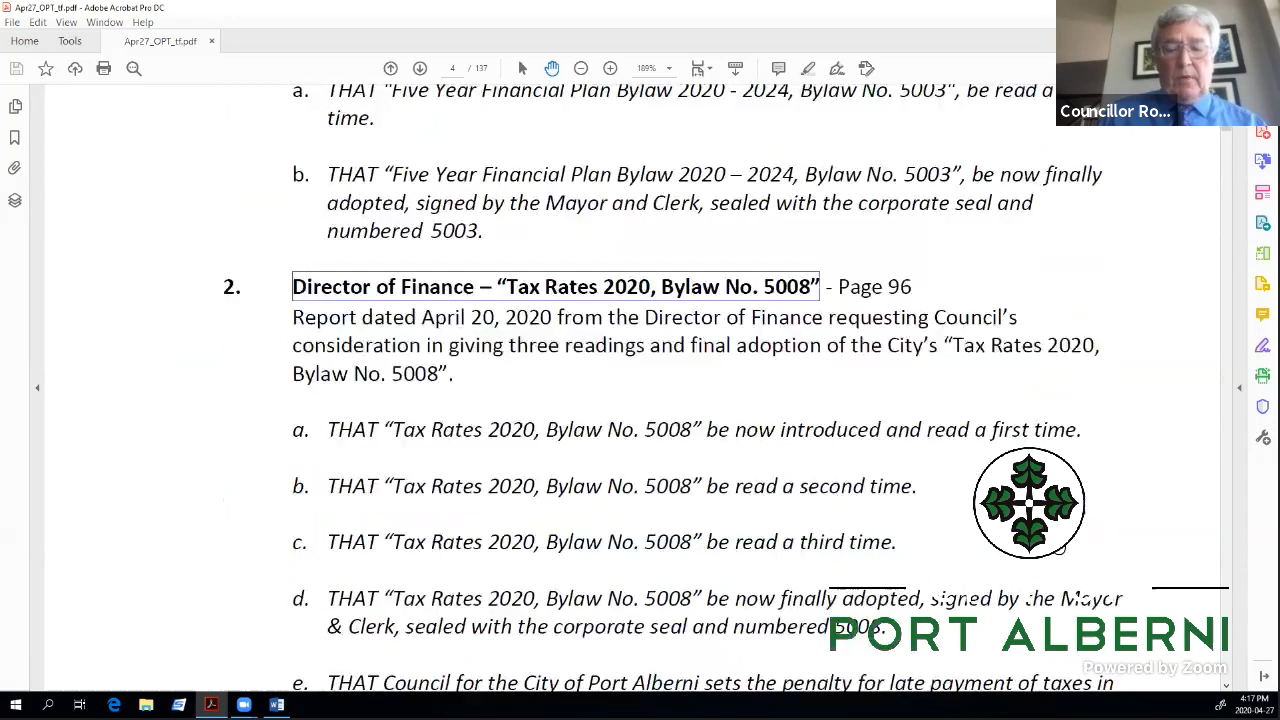 Apr27_OPT_tf.pdf - Adobe Acrobat Pro DC
File Edit View Window Help
Home Tools Apr27_OPT_tf.pdf ×
4 / 137 189%
Councillor Ro...
a. THAT "Five Year Financial Plan Bylaw 2020 - 2024, Bylaw No. 5003", be read a
time.
b. THAT “Five Year Financial Plan Bylaw 2020 – 2024, Bylaw No. 5003”, be now finally
adopted, signed by the Mayor and Clerk, sealed with the corporate seal and
numbered 5003.
2. Director of Finance – “Tax Rates 2020, Bylaw No. 5008” - Page 96
Report dated April 20, 2020 from the Director of Finance requesting Council’s
consideration in giving three readings and final adoption of the City’s “Tax Rates 2020,
Bylaw No. 5008”.
a. THAT “Tax Rates 2020, Bylaw No. 5008” be now introduced and read a first time.
b. THAT “Tax Rates 2020, Bylaw No. 5008” be read a second time.
c. THAT “Tax Rates 2020, Bylaw No. 5008” be read a third time.
d. THAT “Tax Rates 2020, Bylaw No. 5008” be now finally adopted, signed by the Mayor
& Clerk, sealed with the corporate seal and numbered 5008.
PORT ALBERNI
Powered by Zoom
e. THAT Council for the City of Port Alberni sets the penalty for late payment of taxes in
4:17 PM
2020-04-27